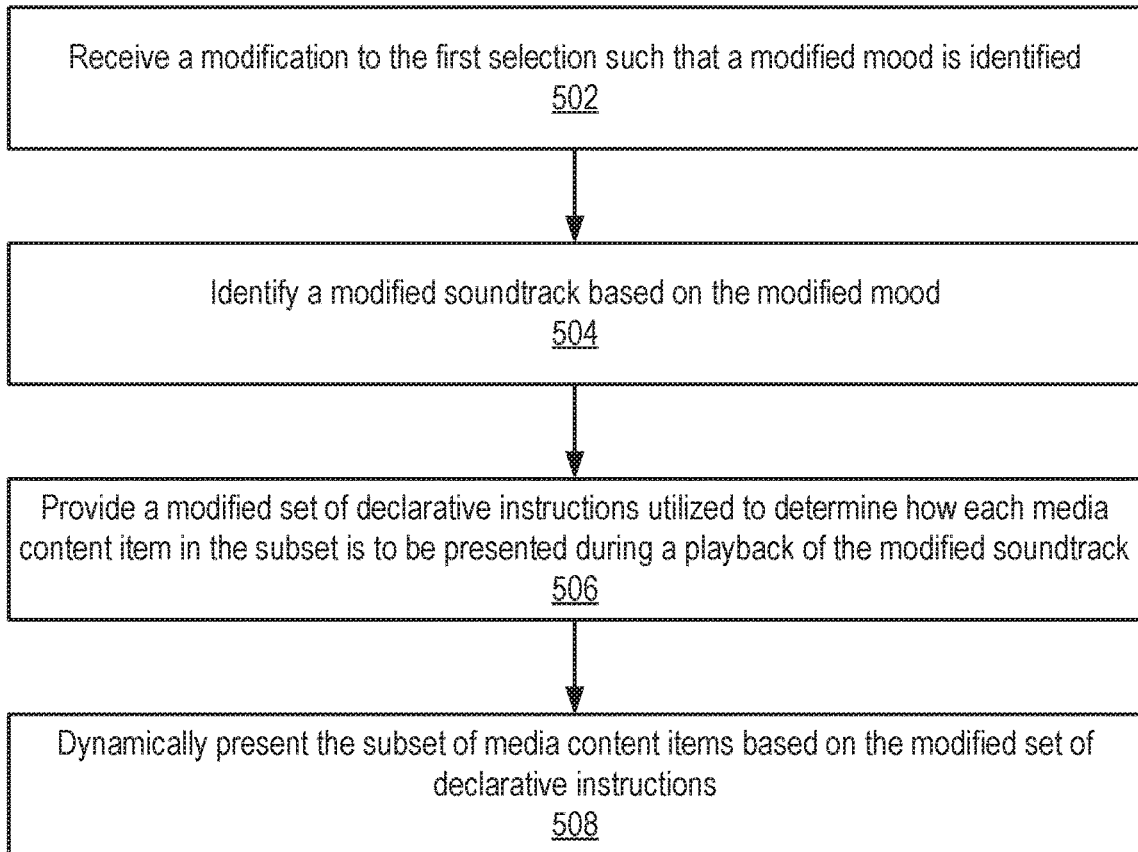 Receive a modification to the first selection such that a modified mood is identified
502
Identify a modified soundtrack based on the modified mood
504
Provide a modified set of declarative instructions utilized to determine how each media
content item in the subset is to be presented during a playback of the modified soundtrack
506
Dynamically present the subset of media content items based on the modified set of
declarative instructions
508